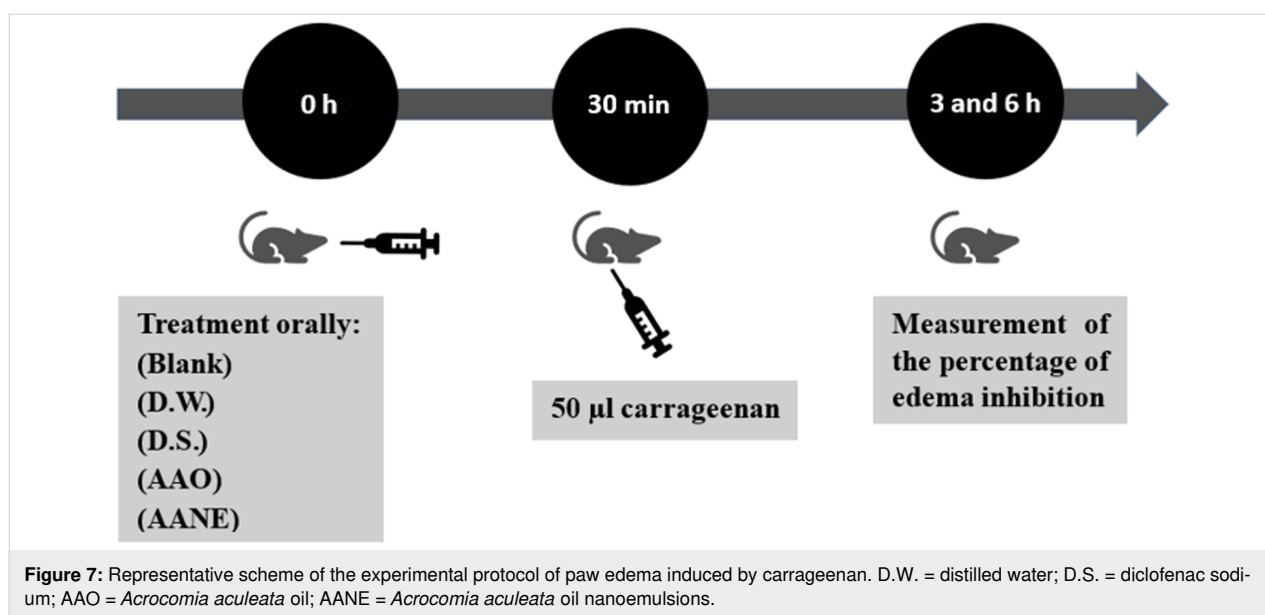 0 h
30 min
3 and 6 h
Treatment orally:
(Blank)
(D.W.)
(D.S.)
(AAO)
(AANE)
50 µl carrageenan
Measurement of
the percentage of
edema inhibition
Figure 7: Representative scheme of the experimental protocol of paw edema induced by carrageenan. D.W. = distilled water; D.S. = diclofenac sodi-
um; AAO = Acrocomia aculeata oil; AANE = Acrocomia aculeata oil nanoemulsions.